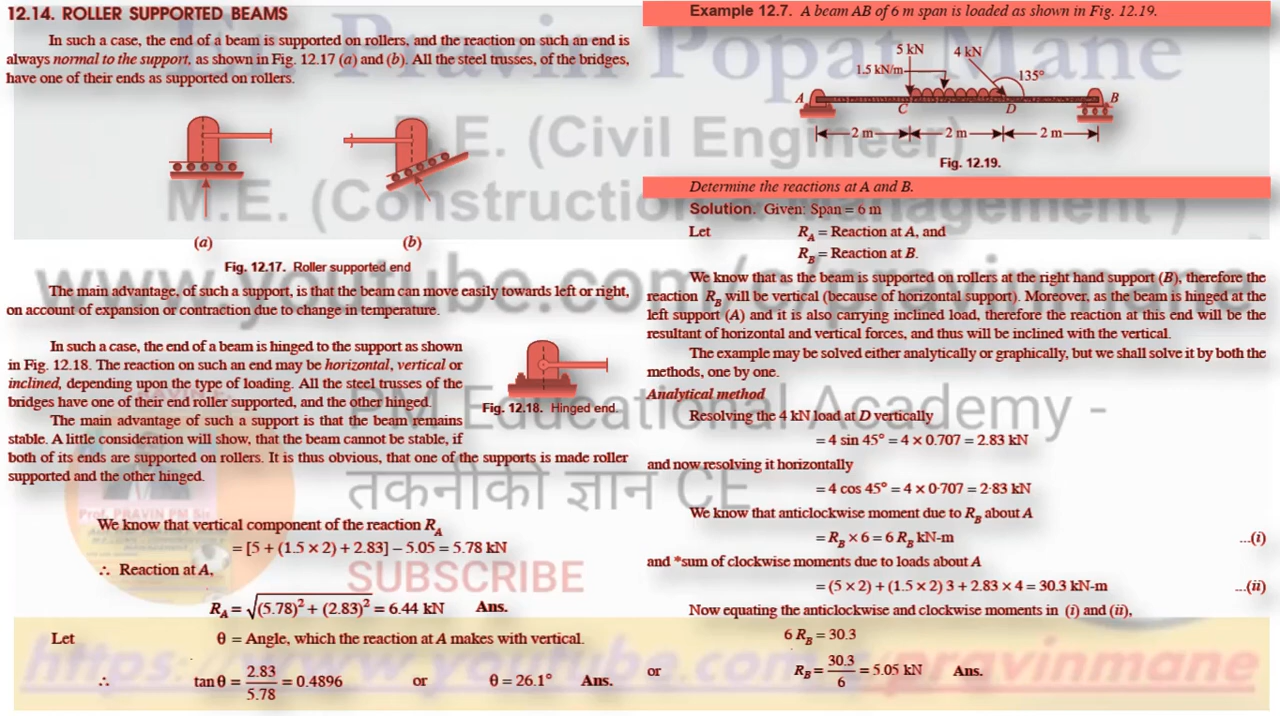 12.14. ROLLER SUPPORTED BEAMS
In such a case, the end of a beam is supported on rollers, and the reaction on such an end is
always normal to the support, as shown in Fig. 12.17 (a) and (b). All the steel trusses, of the bridges,
have one of their ends as supported on rollers.
(a)
(b)
Fig. 12.17. Roller supported end
The main advantage, of such a support, is that the beam can move easily towards left or right,
on account of expansion or contraction due to change in temperature.
In such a case, the end of a beam is hinged to the support as shown
in Fig. 12.18. The reaction on such an end may be horizontal, vertical or
inclined, depending upon the type of loading. All the steel trusses of the
bridges have one of their end roller supported, and the other hinged.
The main advantage of such a support is that the beam remains
stable. A little consideration will show, that the beam cannot be stable, if
both of its ends are supported on rollers. It is thus obvious, that one of the supports is made roller
supported and the other hinged.
Fig. 12.18. Hinged end.
We know that vertical component of the reaction R_A
= [5 + (1.5 × 2) + 2.83] – 5.05 = 5.78 kN
∴ Reaction at A,
R_A = √(5.78)² + (2.83)² = 6.44 kN Ans.
Let θ = Angle, which the reaction at A makes with vertical.
∴ tan θ = 2.83/5.78 = 0.4896 or θ = 26.1° Ans.
Example 12.7. A beam AB of 6 m span is loaded as shown in Fig. 12.19.
5 kN 4 kN
1.5 kN/m 135°
A C D B
2 m 2 m 2 m
Fig. 12.19.
Determine the reactions at A and B.
Solution. Given: Span = 6 m
Let R_A = Reaction at A, and
R_B = Reaction at B.
We know that as the beam is supported on rollers at the right hand support (B), therefore the
reaction R_B will be vertical (because of horizontal support). Moreover, as the beam is hinged at the
left support (A) and it is also carrying inclined load, therefore the reaction at this end will be the
resultant of horizontal and vertical forces, and thus will be inclined with the vertical.
The example may be solved either analytically or graphically, but we shall solve it by both the
methods, one by one.
Analytical method
Resolving the 4 kN load at D vertically
= 4 sin 45° = 4 × 0.707 = 2.83 kN
and now resolving it horizontally
= 4 cos 45° = 4 × 0·707 = 2·83 kN
We know that anticlockwise moment due to R_B about A
= R_B × 6 = 6 R_B kN-m ...(i)
and *sum of clockwise moments due to loads about A
= (5 × 2) + (1.5 × 2) 3 + 2.83 × 4 = 30.3 kN-m ...(ii)
Now equating the anticlockwise and clockwise moments in (i) and (ii),
6 R_B = 30.3
or R_B = 30.3/6 = 5.05 kN Ans.
Pravin Popat Mane
B.E. (Civil Engineer)
M.E. (Construction & Management )
PM Educational Academy -
तकनीको ज्ञान CE
SUBSCRIBE
https://www.youtube.com/c/pravinmane